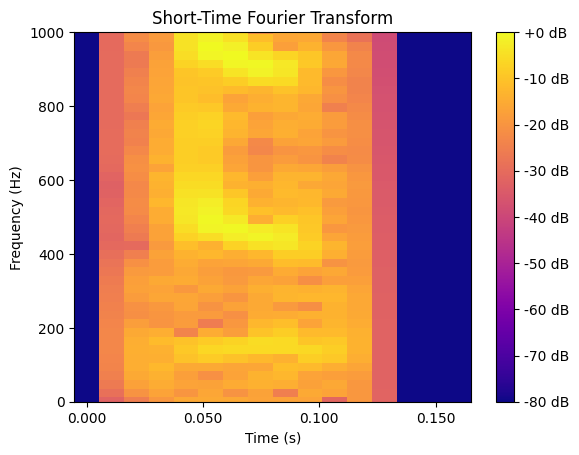 Short-Time Fourier Transform
1000
800
600
400
200
0
Frequency (Hz)
0.000
0.050
0.100
0.150
Time (s)
+0 dB
-10 dB
-20 dB
-30 dB
-40 dB
-50 dB
-60 dB
-70 dB
-80 dB